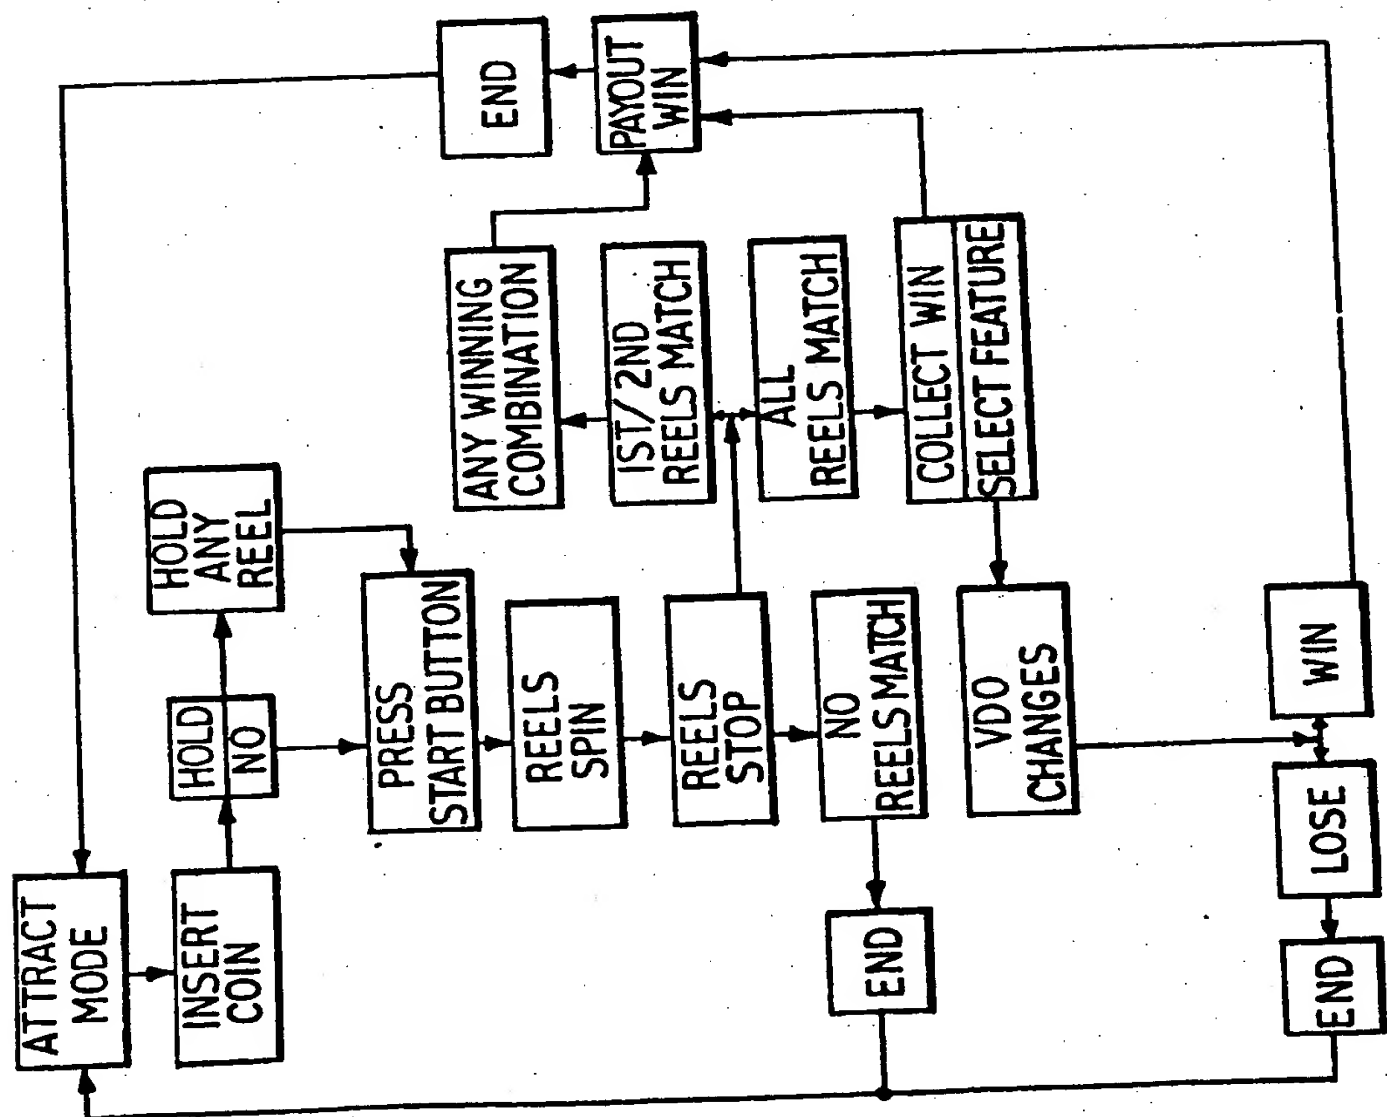 ATTRACT
MODE
INSERT
COIN
HOLD
NO
HOLD
ANY
REEL
PRESS
START BUTTON
REELS
SPIN
REELS
STOP
NO
REELS MATCH
END
ANY WINNING
COMBINATION
IST/2ND
REELS MATCH
ALL
REELS MATCH
COLLECT WIN
SELECT FEATURE
PAYOUT
WIN
END
VDO
CHANGES
WIN
LOSE
END